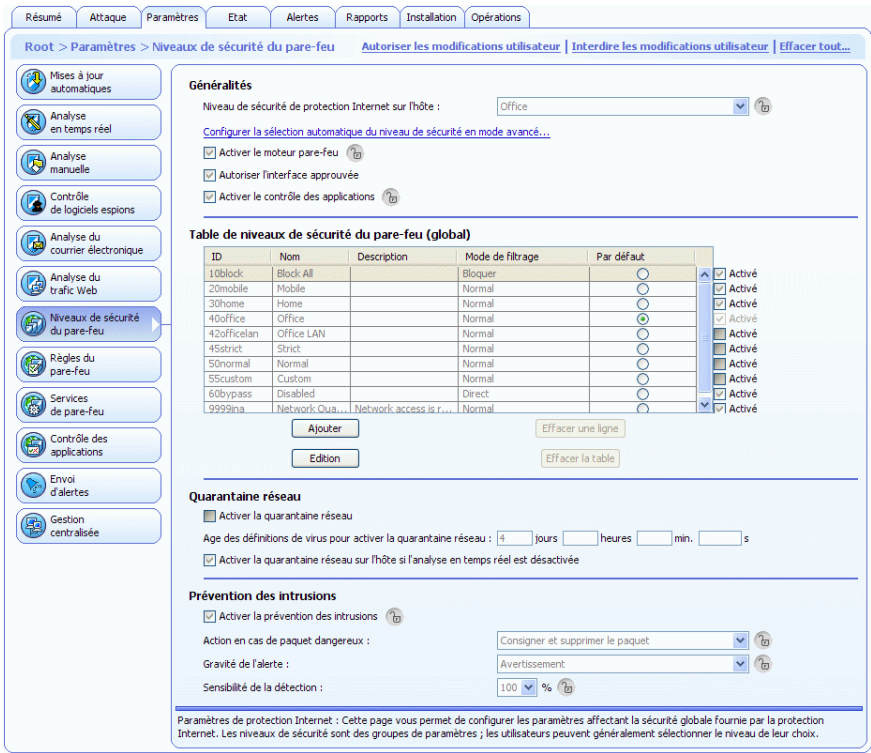 Résumé Attaque Paramètres Etat Alertes Rapports Installation Opérations
Root > Paramètres > Niveaux de sécurité du pare-feu Autoriser les modifications utilisateur | Interdire les modifications utilisateur | Effacer tout...
Mises à jour
automatiques
Analyse
en temps réel
Analyse
manuelle
Contrôle
de logiciels espions
Analyse du
courrier électronique
Analyse du
trafic Web
Niveaux de sécurité
du pare-feu
Règles du
pare-feu
Services
de pare-feu
Contrôle des
applications
Envoi
d'alertes
Gestion
centralisée
Généralités
Niveau de sécurité de protection Internet sur l'hôte : Office
Configurer la sélection automatique du niveau de sécurité en mode avancé...
Activer le moteur pare-feu
Autoriser l'interface approuvée
Activer le contrôle des applications
Table de niveaux de sécurité du pare-feu (global)
ID Nom Description Mode de filtrage Par défaut
10block Block All Bloquer Activé
20mobile Mobile Normal Activé
30home Home Normal Activé
40office Office Normal Activé
42officelan Office LAN Normal Activé
45strict Strict Normal Activé
50normal Normal Normal Activé
55custom Custom Normal Activé
60bypass Disabled Direct Activé
9999ina Network Qua... Network access is r... Normal Activé
Ajouter Effacer une ligne
Edition Effacer la table
Quarantaine réseau
Activer la quarantaine réseau
Age des définitions de virus pour activer la quarantaine réseau : 4 jours heures min. s
Activer la quarantaine réseau sur l'hôte si l'analyse en temps réel est désactivée
Prévention des intrusions
Activer la prévention des intrusions
Action en cas de paquet dangereux : Consigner et supprimer le paquet
Gravité de l'alerte : Avertissement
Sensibilité de la détection : 100 %
Paramètres de protection Internet : Cette page vous permet de configurer les paramètres affectant la sécurité globale fournie par la protection
Internet. Les niveaux de sécurité sont des groupes de paramètres ; les utilisateurs peuvent généralement sélectionner le niveau de leur choix.